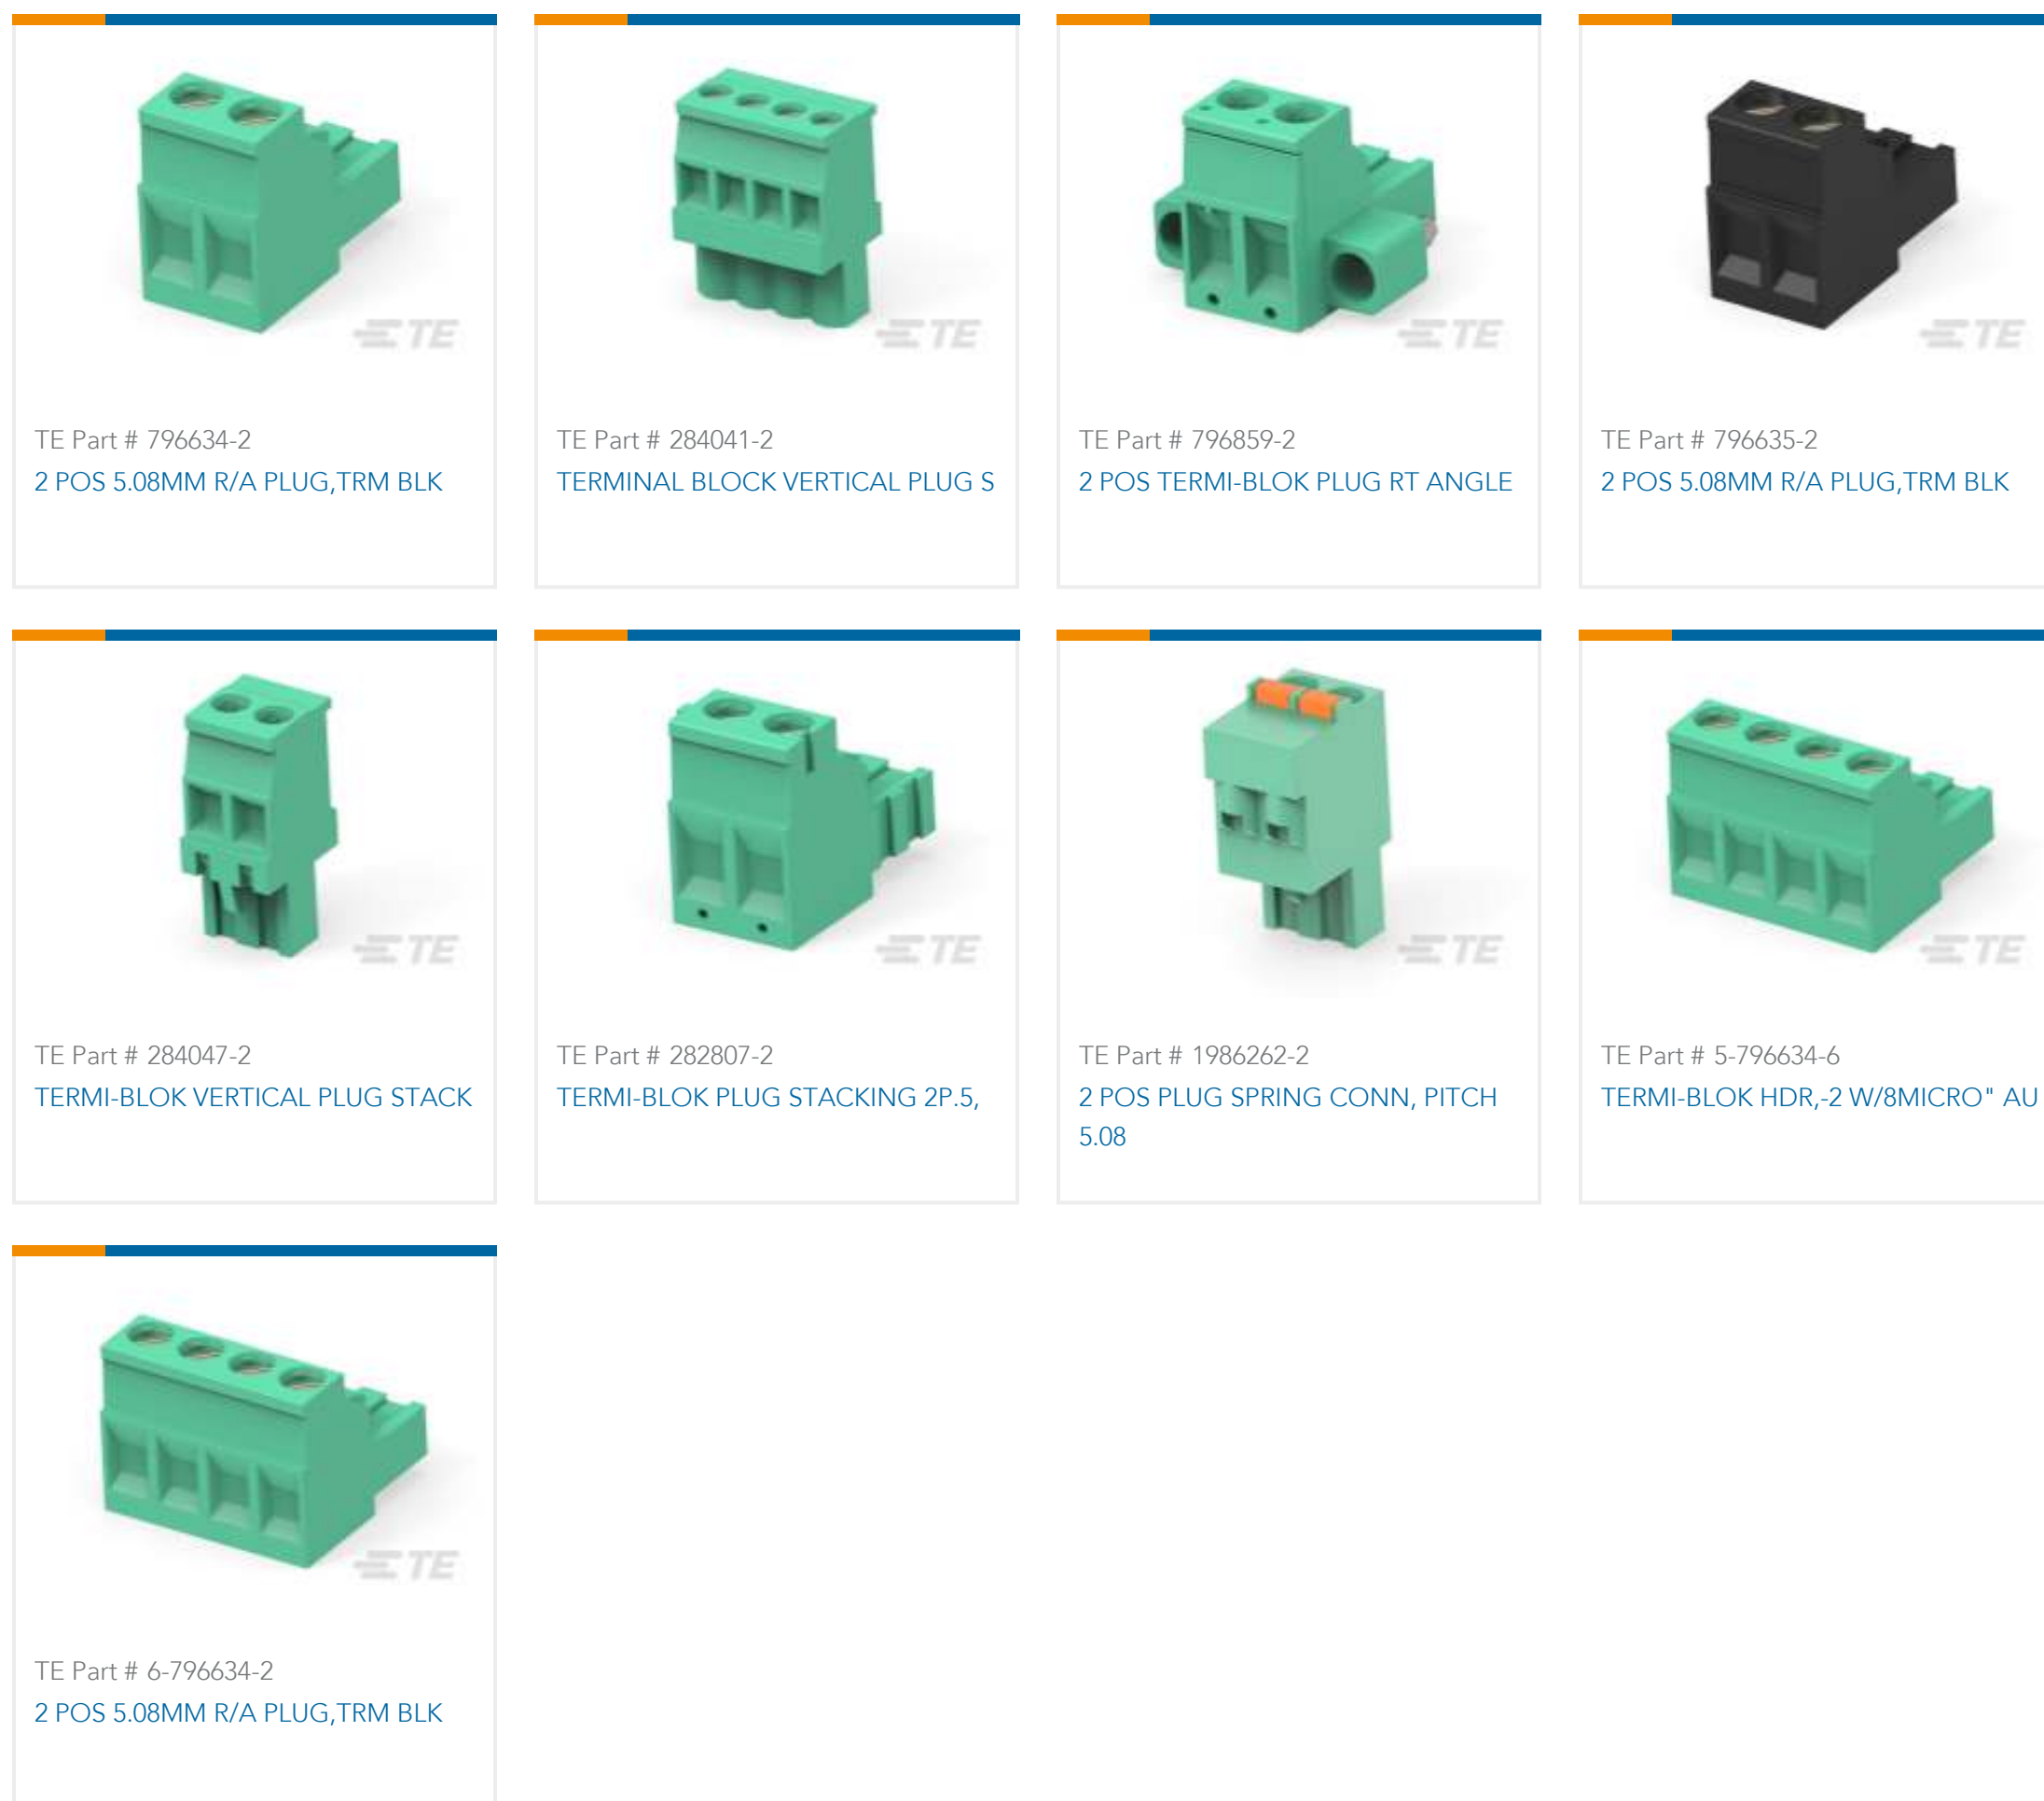 TE
TE
TE
TE
TE Part # 796634-2
2 POS 5.08MM R/A PLUG,TRM BLK
TE Part # 284041-2
TERMINAL BLOCK VERTICAL PLUG S
TE Part # 796859-2
2 POS TERMI-BLOK PLUG RT ANGLE
TE Part # 796635-2
2 POS 5.08MM R/A PLUG,TRM BLK
TE
TE
TE
TE
TE Part # 284047-2
TERMI-BLOK VERTICAL PLUG STACK
TE Part # 282807-2
TERMI-BLOK PLUG STACKING 2P.5,
TE Part # 1986262-2
2 POS PLUG SPRING CONN, PITCH
5.08
TE Part # 5-796634-6
TERMI-BLOK HDR,-2 W/8MICRO" AU
TE
TE Part # 6-796634-2
2 POS 5.08MM R/A PLUG,TRM BLK